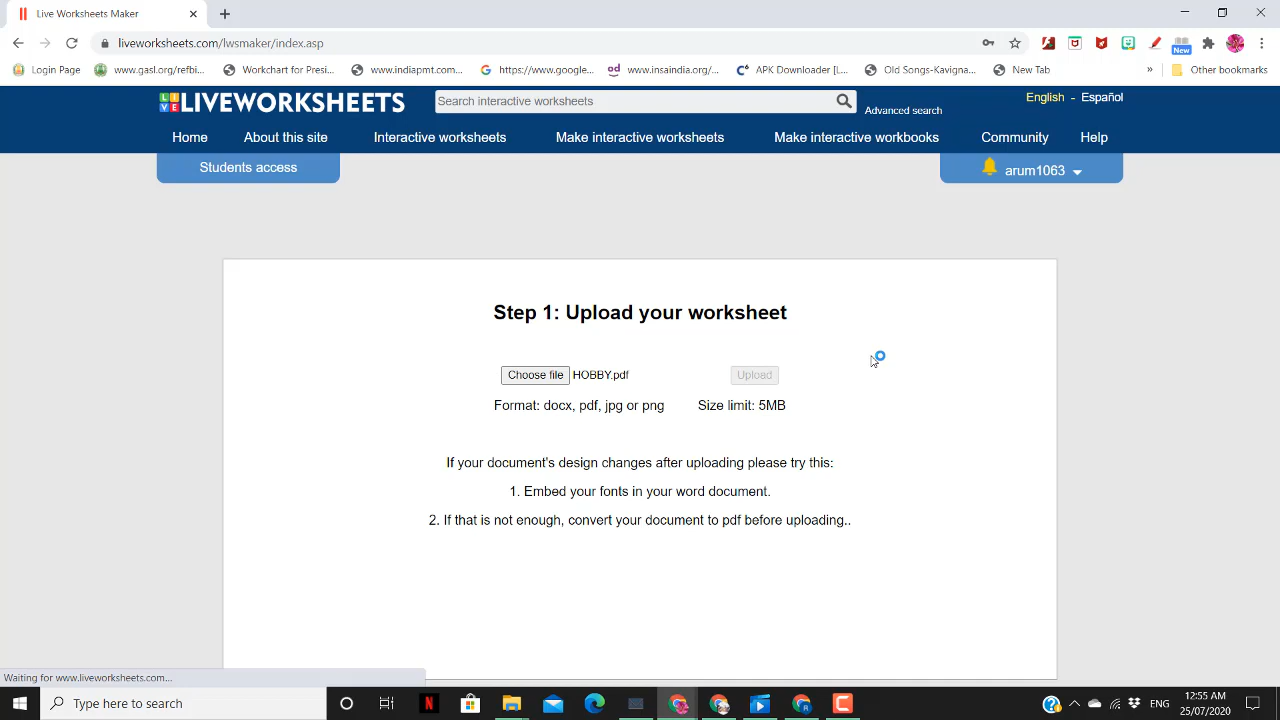 Live Worksheets Maker
liveworksheets.com/lwsmaker/index.asp
New
Login Page www.gasl.org/refbi... Workchart for Presi... www.indiapmt.com... https://www.google... www.insaindia.org/... APK Downloader [L... Old Songs-Kavigna... New Tab » Other bookmarks
LIVE LIVEWORKSHEETS Search interactive worksheets Advanced search English - Español
Home About this site Interactive worksheets Make interactive worksheets Make interactive workbooks Community Help
Students access arum1063
Step 1: Upload your worksheet
Choose file HOBBY.pdf Upload
Format: docx, pdf, jpg or png Size limit: 5MB
If your document's design changes after uploading please try this:
1. Embed your fonts in your word document.
2. If that is not enough, convert your document to pdf before uploading..
Waiting for www.liveworksheets.com...
Type here to search ENG 12:55 AM
25/07/2020